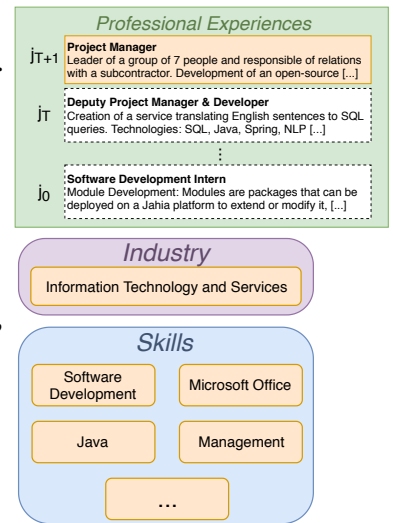 Professional Experiences
jT+1
Project Manager
Leader of a group of 7 people and responsible of relations
with a subcontractor. Development of an open-source [...]
jT
Deputy Project Manager & Developer
Creation of a service translating English sentences to SQL
queries. Technologies: SQL, Java, Spring, NLP [...]
⋮
j0
Software Development Intern
Module Development: Modules are packages that can be
deployed on a Jahia platform to extend or modify it, [...]
Industry
Information Technology and Services
Skills
Software
Development
Microsoft Office
Java
Management
...